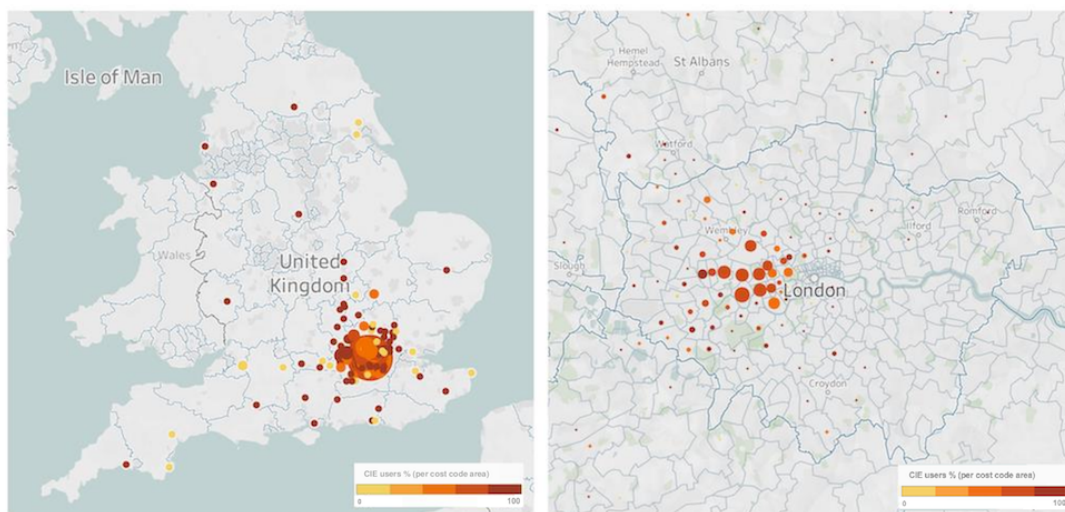 Isle of Man
Wales
United
Kingdom
CIE users % (per cost code area)
0
100
Hemel
Hempstead
St Albans
Watford
Wembley
Ilford
Romford
Slough
London
Croydon
CIE users % (per cost code area)
0